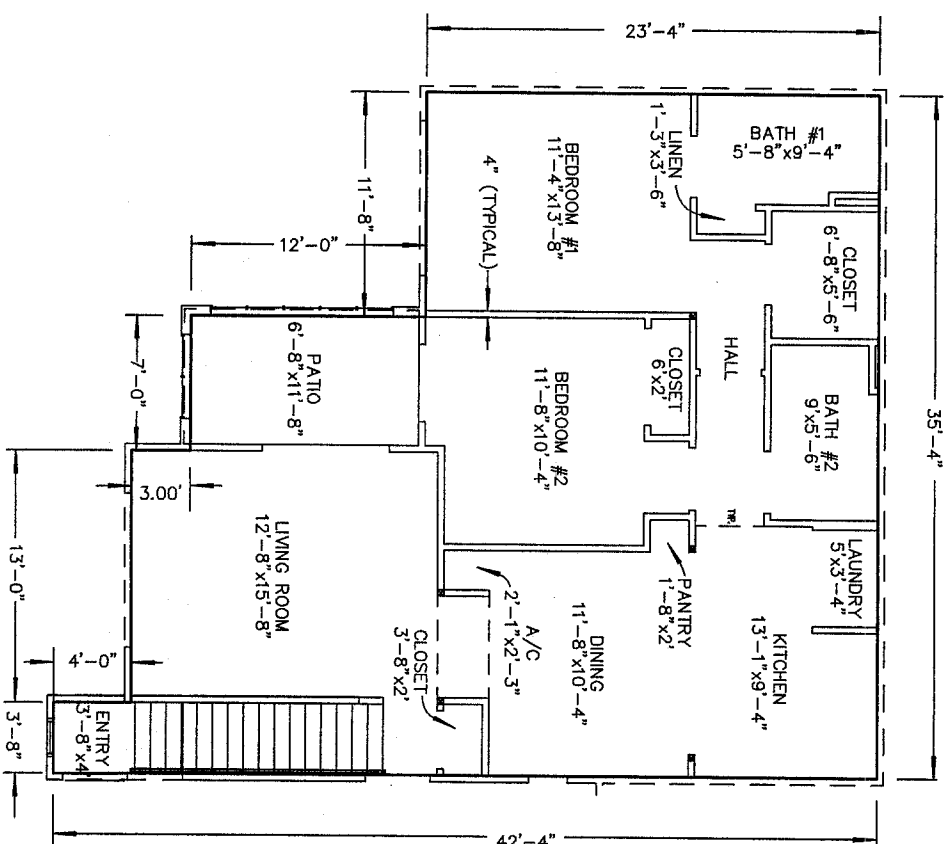 23'-4"
BATH #1
5'-8"x9'-4"
LINEN
1'-3"x3'-6"
BEDROOM #1
11'-4"x13'-8"
4" (TYPICAL)
11'-8"
12'-0"
CLOSET
6'-8"x5'-6"
HALL
CLOSET
6'x2'
PATIO
6'-8"x11'-8"
7'-0"
BEDROOM #2
11'-8"x10'-4"
BATH #2
9'x5'-6"
35'-4"
3.00'
TYP.
LAUNDRY
5'x3'-4"
LIVING ROOM
12'-8"x15'-8"
13'-0"
PANTRY
1'-8"x2'
A/C
2'-1"x2'-3"
DINING
11'-8"x10'-4"
KITCHEN
13'-1"x9'-4"
CLOSET
3'-8"x2'
4'-0"
ENTRY
3'-8"x4'
3'-8"
42'-4"